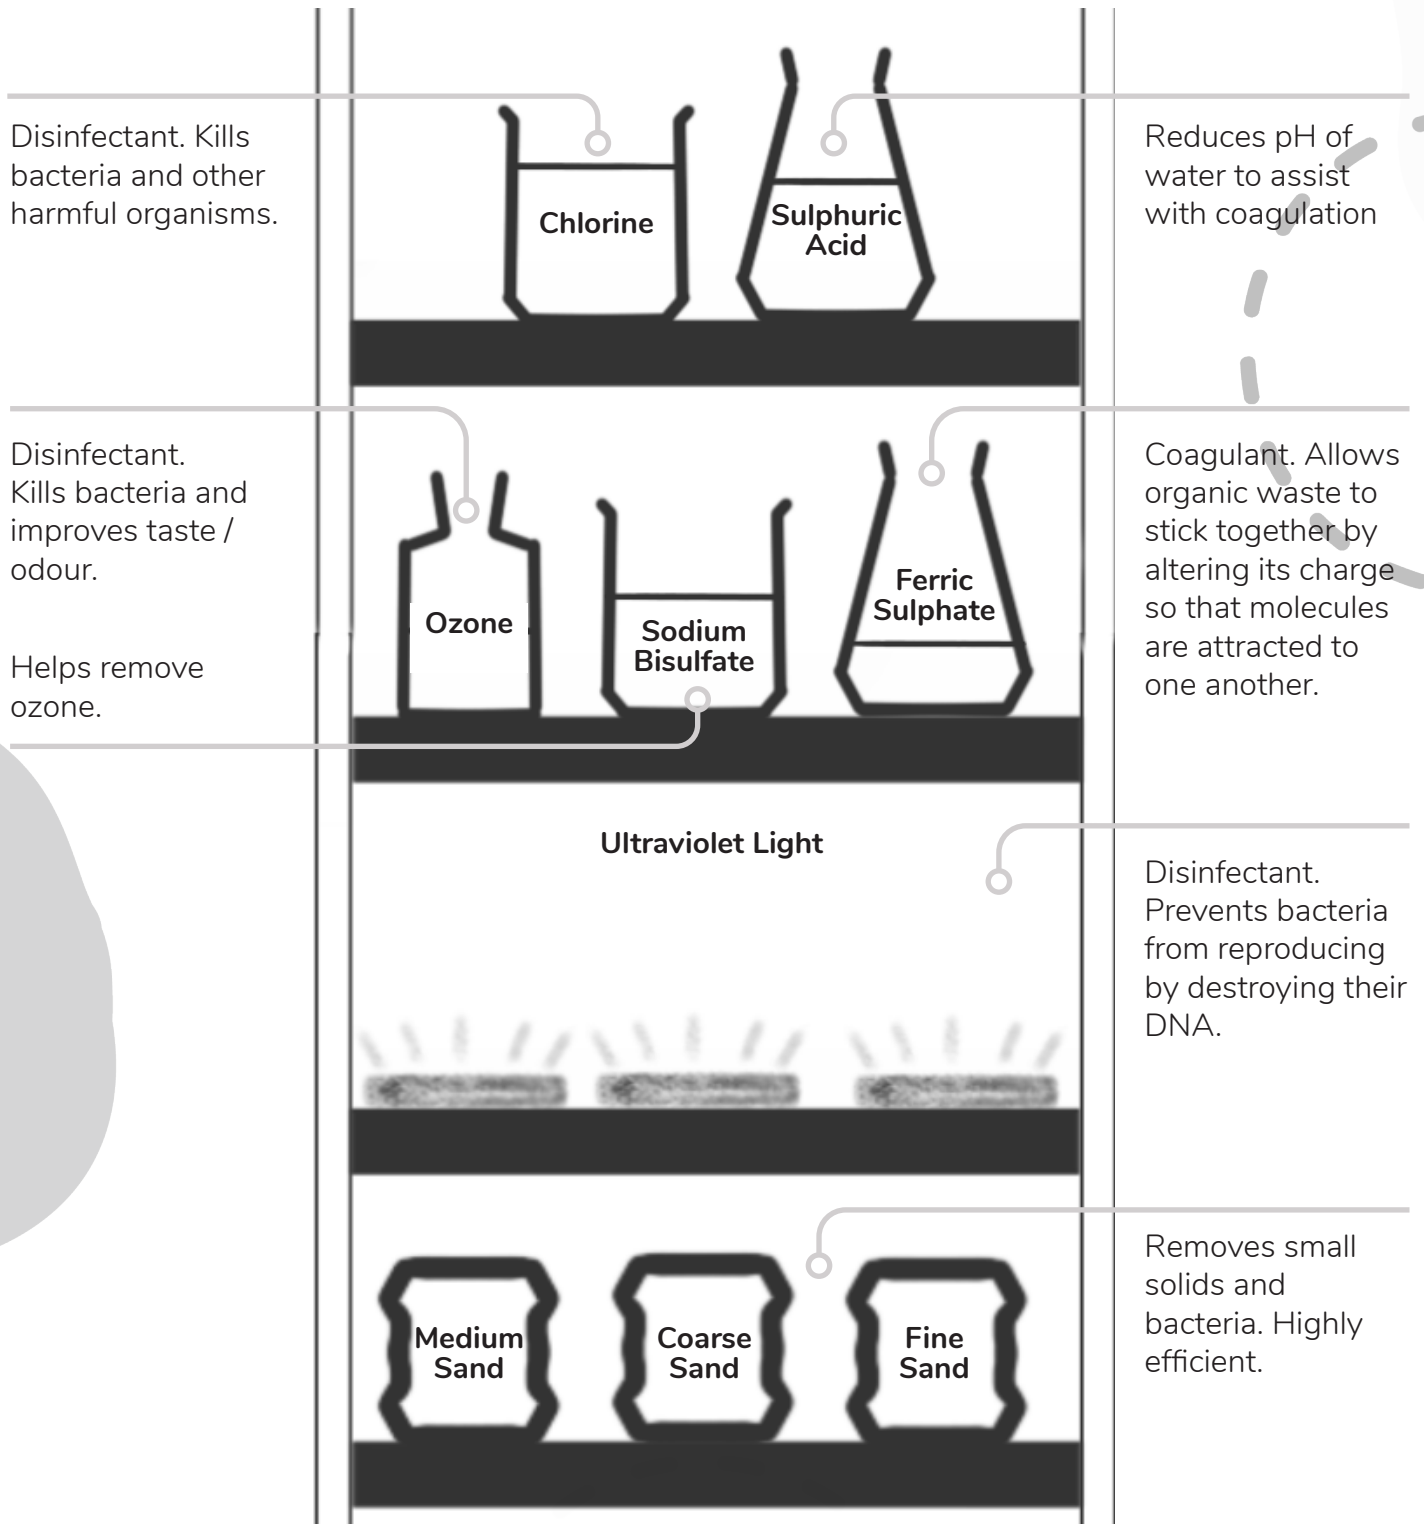 Disinfectant. Kills
bacteria and other
harmful organisms.
Chlorine
Sulphuric
Acid
Reduces pH of
water to assist
with coagulation
Disinfectant.
Kills bacteria and
improves taste /
odour.
Helps remove
ozone.
Ozone
Sodium
Bisulfate
Ferric
Sulphate
Coagulant. Allows
organic waste to
stick together by
altering its charge
so that molecules
are attracted to
one another.
Ultraviolet Light
Disinfectant.
Prevents bacteria
from reproducing
by destroying their
DNA.
Medium
Sand
Coarse
Sand
Fine
Sand
Removes small
solids and
bacteria. Highly
efficient.